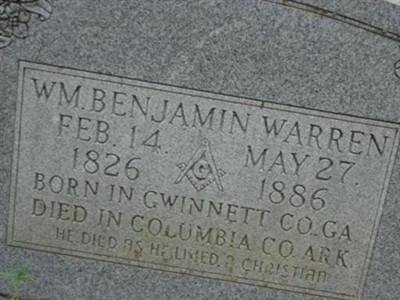 WM. BENJAMIN WARREN
FEB. 14. MAY 27.
1826 1886
BORN IN GWINNETT CO. GA.
DIED IN COLUMBIA CO. ARK.
HE DIED AS HE LIVED, A CHRISTIAN